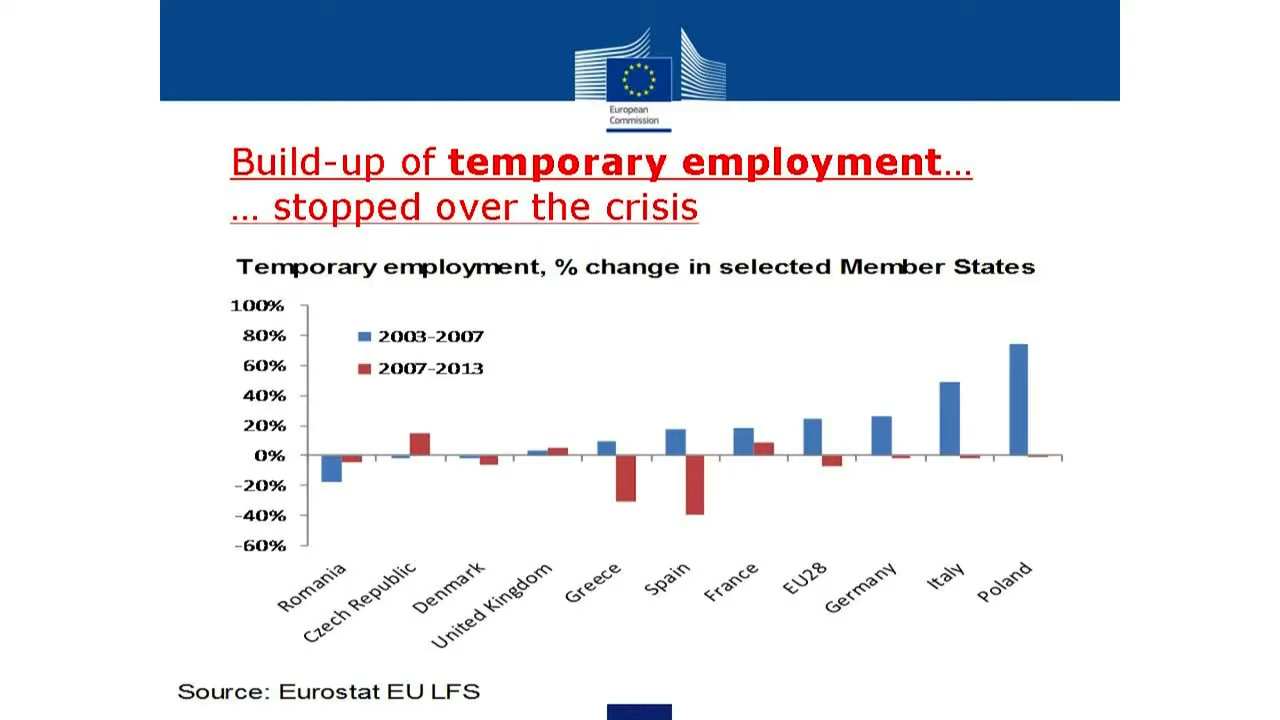 European
Commission
Build-up of temporary employment…
… stopped over the crisis
Temporary employment, % change in selected Member States
100%
80%
60%
40%
20%
0%
-20%
-40%
-60%
2003-2007
2007-2013
Romania
Czech Republic
Denmark
United Kingdom
Greece
Spain
France
EU28
Germany
Italy
Poland
Source: Eurostat EU LFS